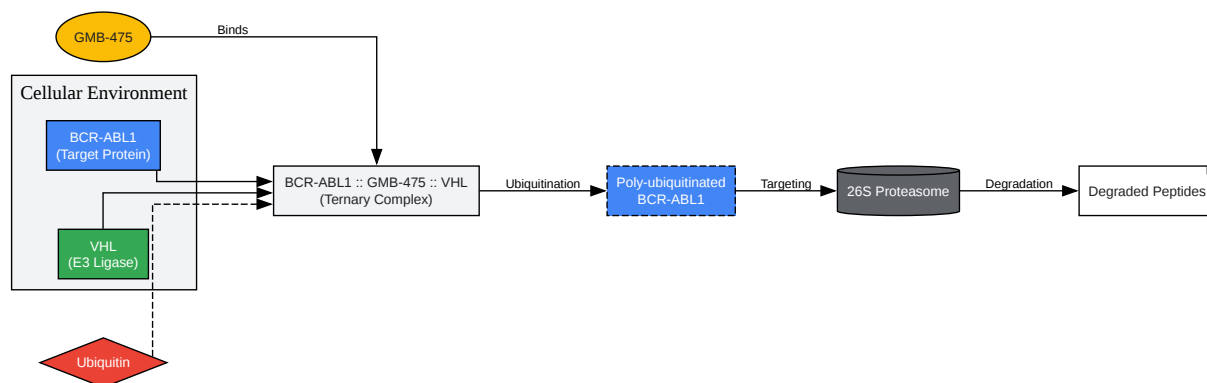 GMB-475
Binds
Cellular Environment
BCR-ABL1
(Target Protein)
BCR-ABL1 :: GMB-475 :: VHL
(Ternary Complex)
Ubiquitination
Poly-ubiquitinated
BCR-ABL1
Targeting
26S Proteasome
Degradation
Degraded Peptides
VHL
(E3 Ligase)
Ubiquitin